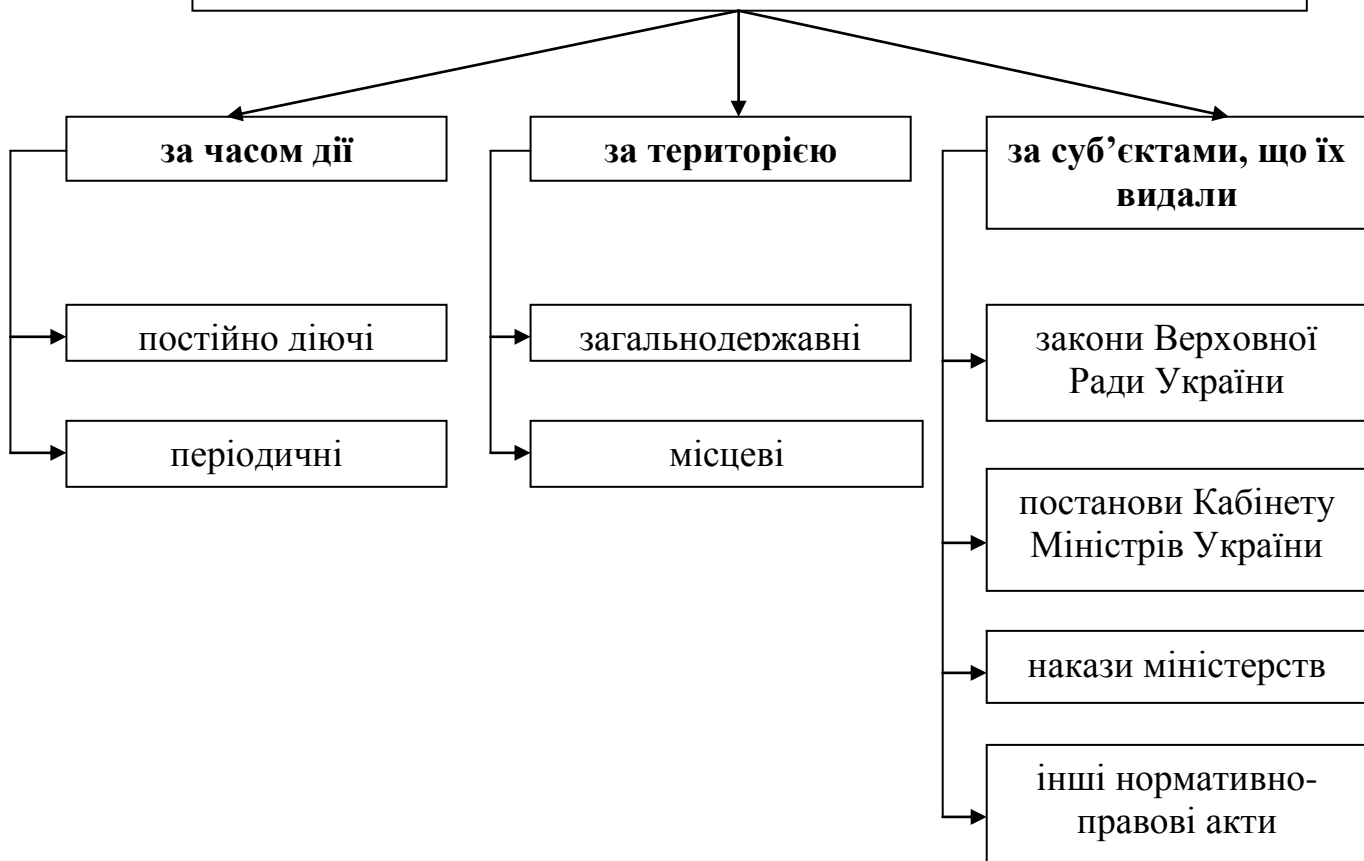 за часом дії
за територією
за суб’єктами, що їх
видали
постійно діючі
періодичні
загальнодержавні
місцеві
закони Верховної
Ради України
постанови Кабінету
Міністрів України
накази міністерств
інші нормативно-
правові акти